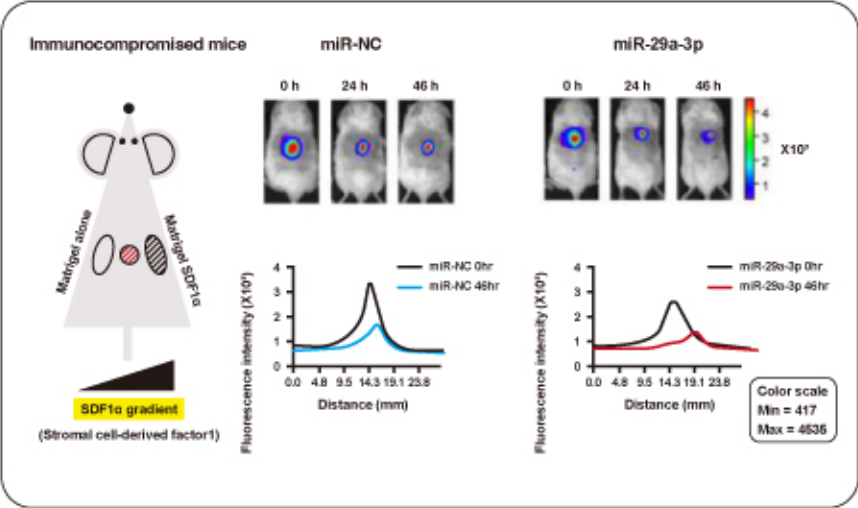 Immunocompromised mice
miR-NC
miR-29a-3p
0 h
24 h
46 h
0 h
24 h
46 h
4
3
2
1
Matrigel alone
Matrigel SDF1α
SDF1α gradient
(Stromal cell-derived factor1)
Fluorescence intensity
4
3
2
1
0
miR-NC 0hr
miR-NC 46hr
0.0 4.8 9.5 14.3 19.1 23.8
Distance (mm)
Fluorescence intensity
4
3
2
1
0
miR-29a-3p 0hr
miR-29a-3p 46hr
0.0 4.8 9.5 14.3 19.1 23.8
Distance (mm)
Color scale
Min = 417
Max = 4535